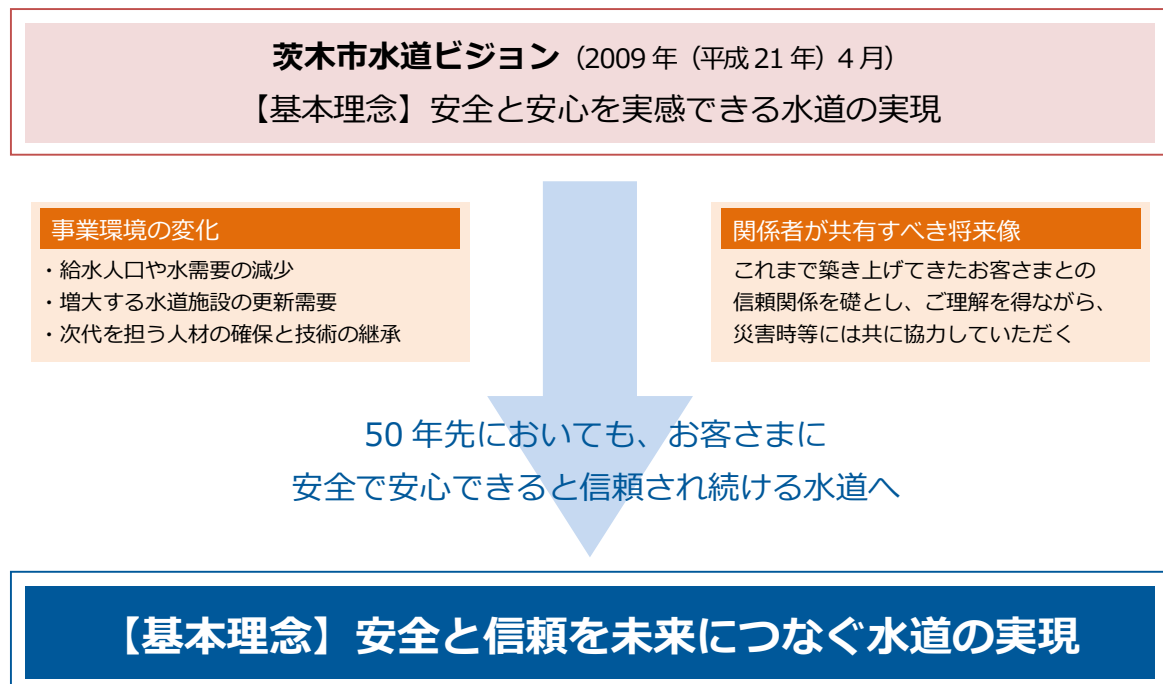 茨木市水道ビジョン（2009 年（平成 21 年）4 月）
【基本理念】安全と安心を実感できる水道の実現
事業環境の変化
・給水人口や水需要の減少
・増大する水道施設の更新需要
・次代を担う人材の確保と技術の継承
関係者が共有すべき将来像
これまで築き上げてきたお客さまとの
信頼関係を礎とし、ご理解を得ながら、
災害時等には共に協力していただく
50 年先においても、お客さまに
安全で安心できると信頼され続ける水道へ
【基本理念】安全と信頼を未来につなぐ水道の実現